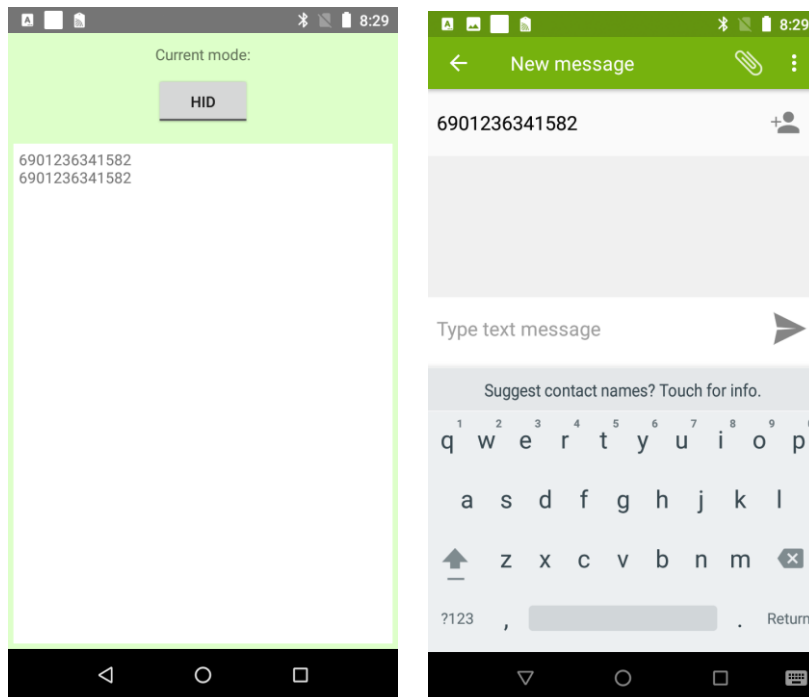 8:29
Current mode:
HID
6901236341582
6901236341582
8:29
New message
6901236341582
Type text message
Suggest contact names? Touch for info.
1 2 3 4 5 6 7 8 9
q w e r t y u i o p
a s d f g h j k l
z x c v b n m
?123 , . Return